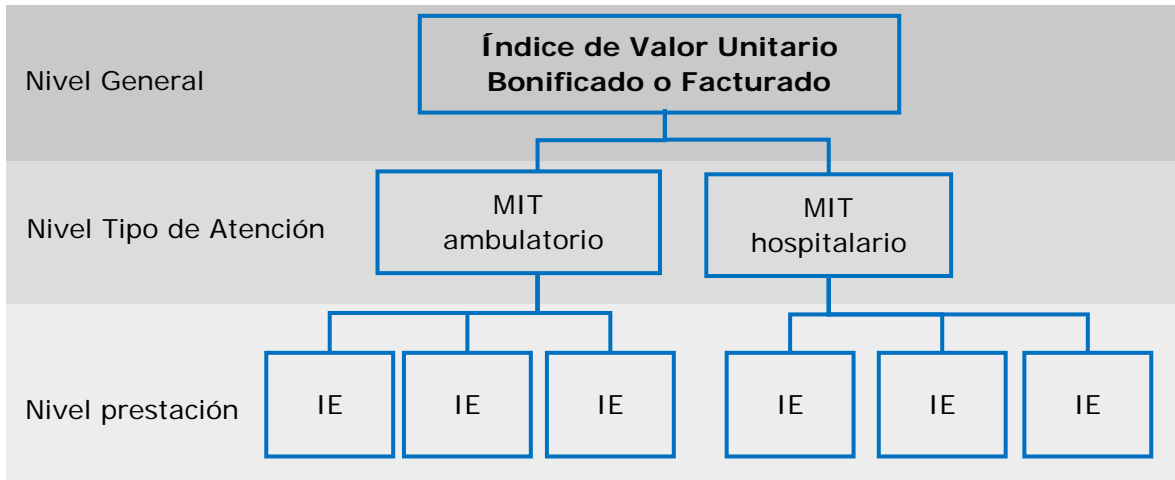 Nivel General
Índice de Valor Unitario
Bonificado o Facturado
Nivel Tipo de Atención
MIT
ambulatorio
MIT
hospitalario
Nivel prestación
IE
IE
IE
IE
IE
IE